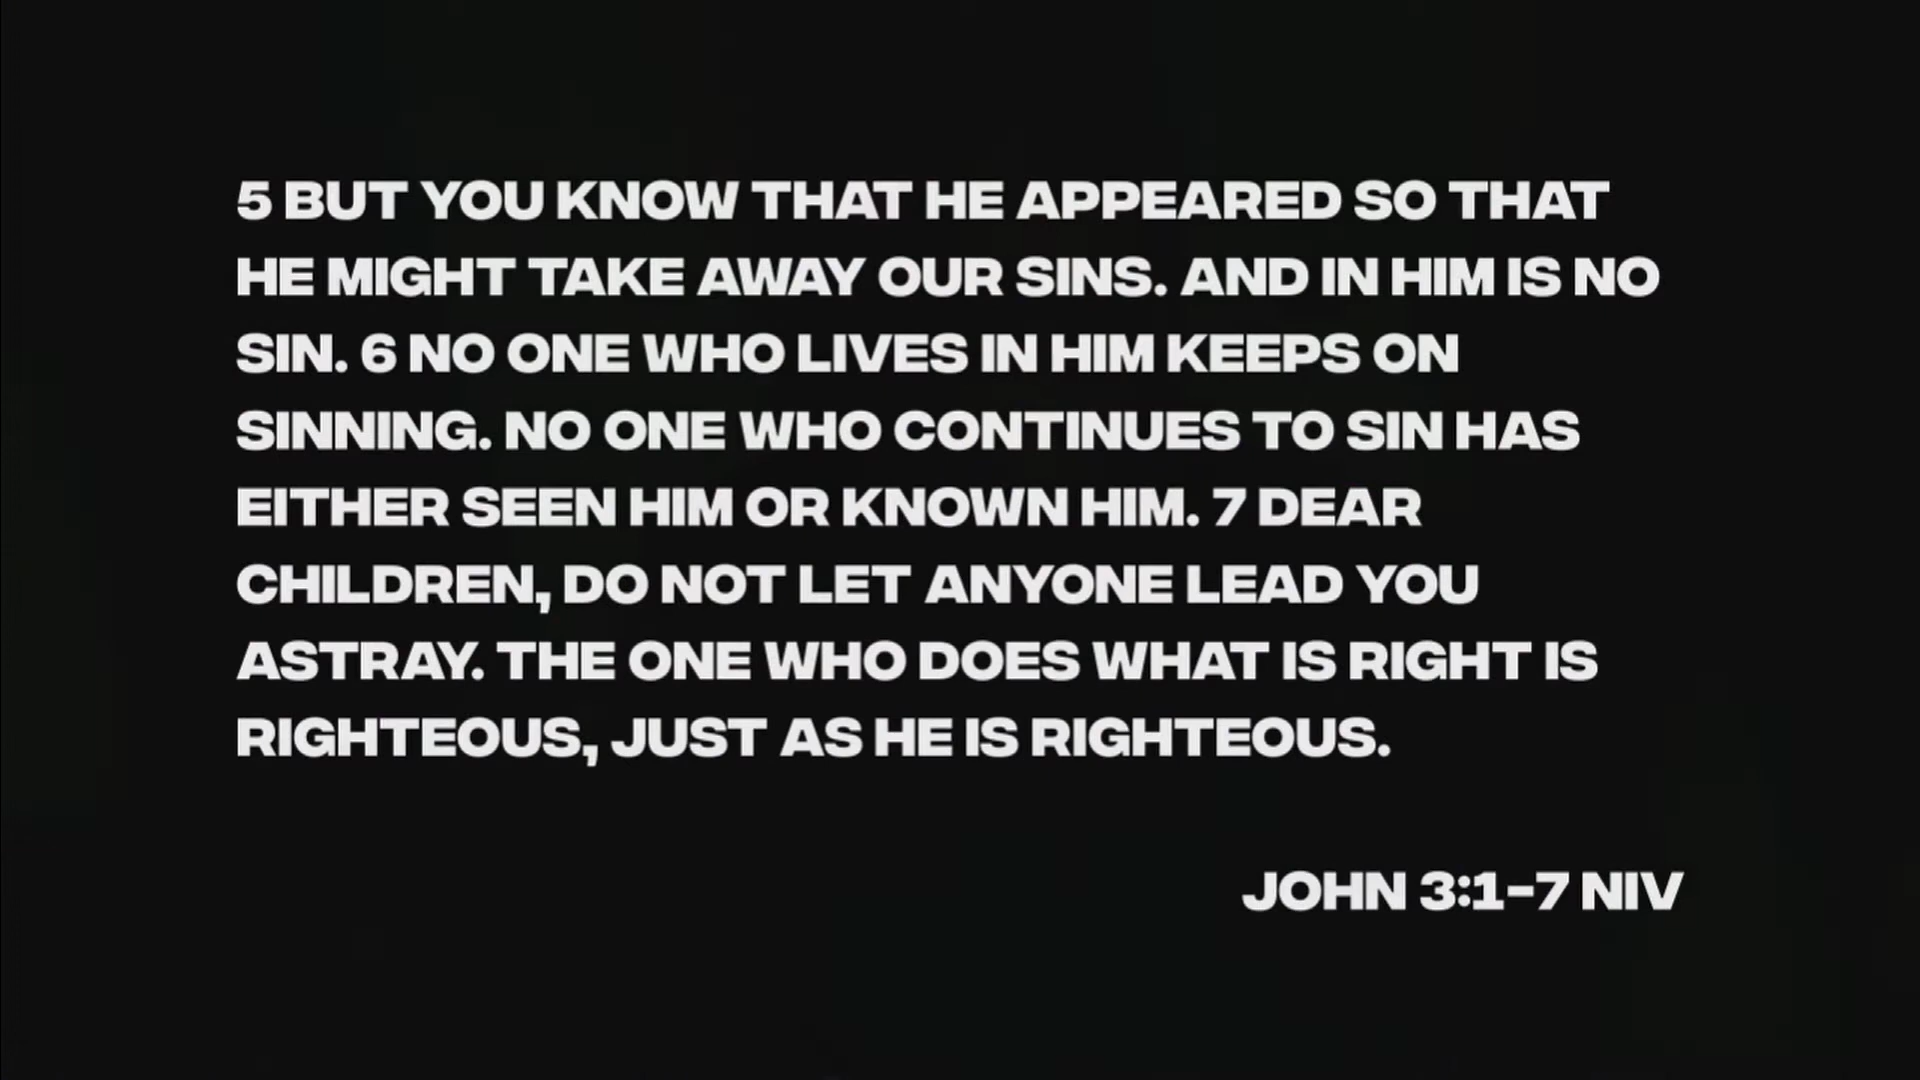 5 BUT YOU KNOW THAT HE APPEARED SO THAT
HE MIGHT TAKE AWAY OUR SINS. AND IN HIM IS NO
SIN. 6 NO ONE WHO LIVES IN HIM KEEPS ON
SINNING. NO ONE WHO CONTINUES TO SIN HAS
EITHER SEEN HIM OR KNOWN HIM. 7 DEAR
CHILDREN, DO NOT LET ANYONE LEAD YOU
ASTRAY. THE ONE WHO DOES WHAT IS RIGHT IS
RIGHTEOUS, JUST AS HE IS RIGHTEOUS.
JOHN 3:1-7 NIV